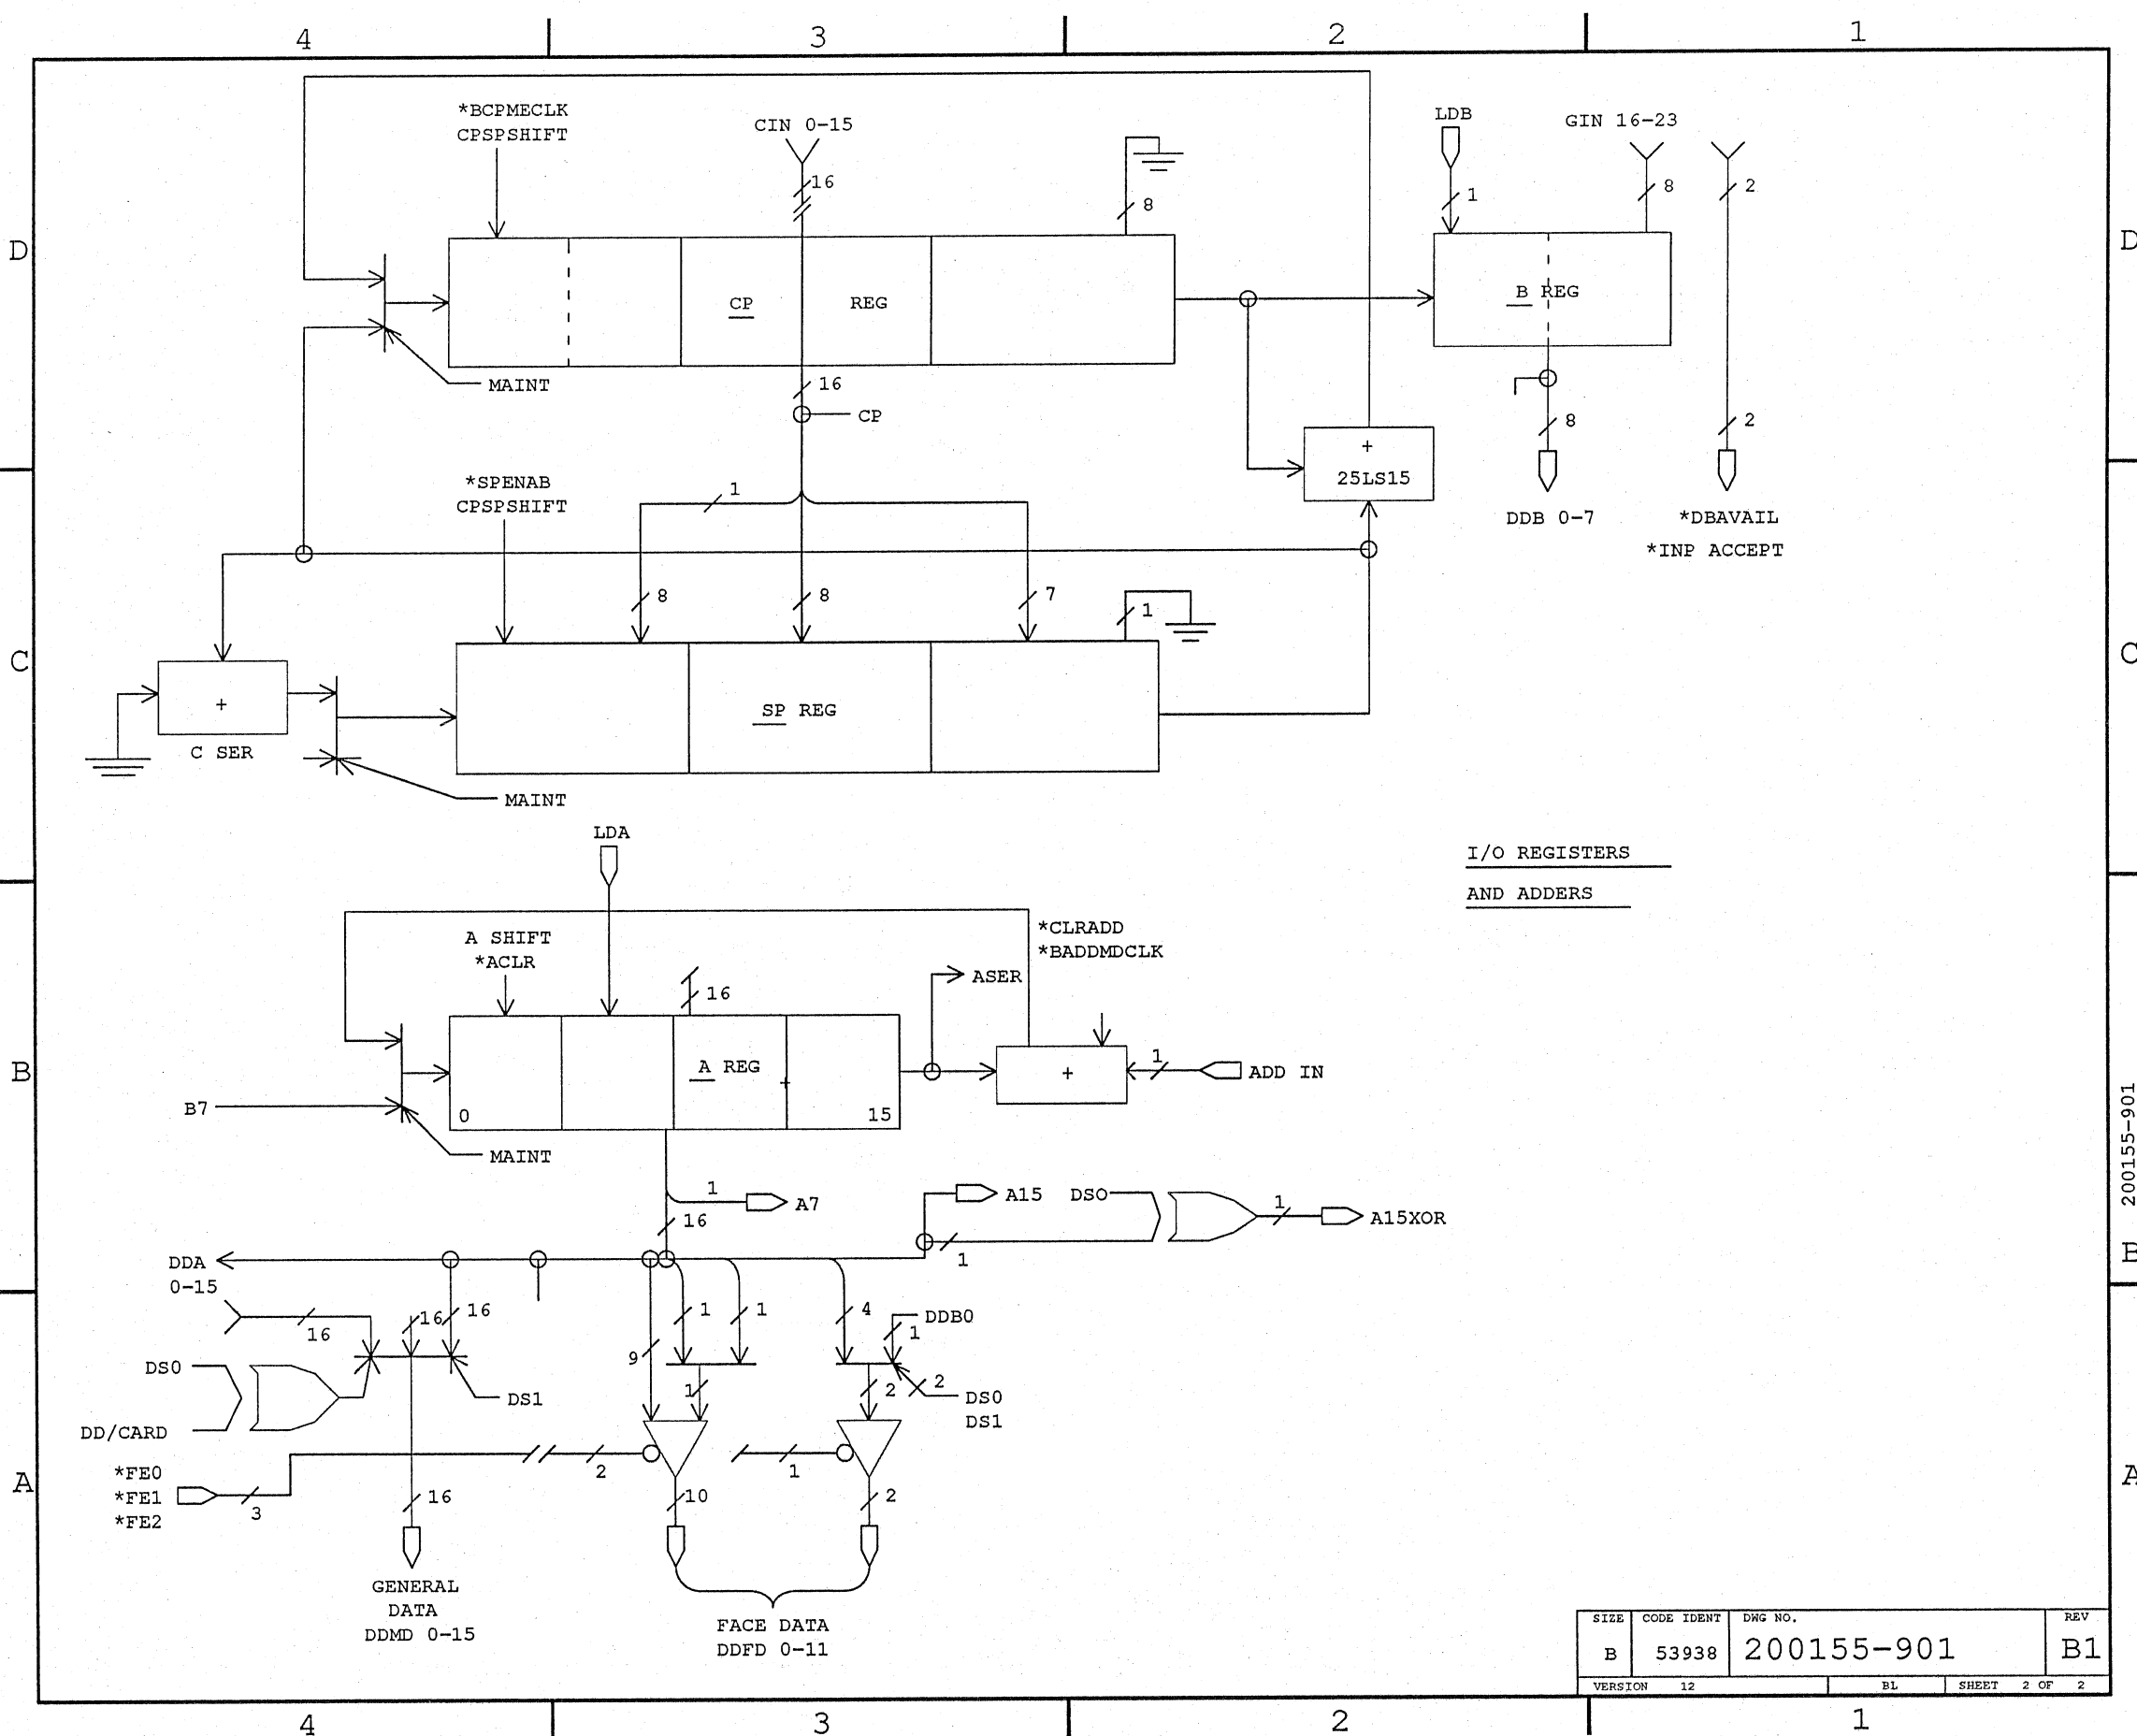 4 3 2 1
*BCPMECLK
CPSPSHIFT
CIN 0-15
LDB
GIN 16-23
16
8
1
8
2
D
D
CP REG
B REG
MAINT
16
CP
8
2
+
25LS15
*SPENAB
CPSPSHIFT
1
DDB 0-7
*DBAVAIL
*INP ACCEPT
8
8
7
1
C
C
+
SP REG
C SER
MAINT
LDA
I/O REGISTERS
AND ADDERS
A SHIFT
*ACLR
*CLRADD
*BADDMDCLK
16
ASER
B
A REG
+
+
1
ADD IN
B7
0
15
MAINT
200155-901
1
A7
16
A15
DSO
1
A15XOR
1
B
DDA
0-15
16
16
16
1
1
4
DDB0
1
9
DS0
DS1
1
2
2
DS0
DS1
DD/CARD
2
1
A
A
*FE0
*FE1
*FE2
3
16
10
2
GENERAL
DATA
DDMD 0-15
FACE DATA
DDFD 0-11
SIZE CODE IDENT DWG NO. REV
B 53938 200155-901 B1
VERSION 12 B1 SHEET 2 OF 2
4 3 2 1